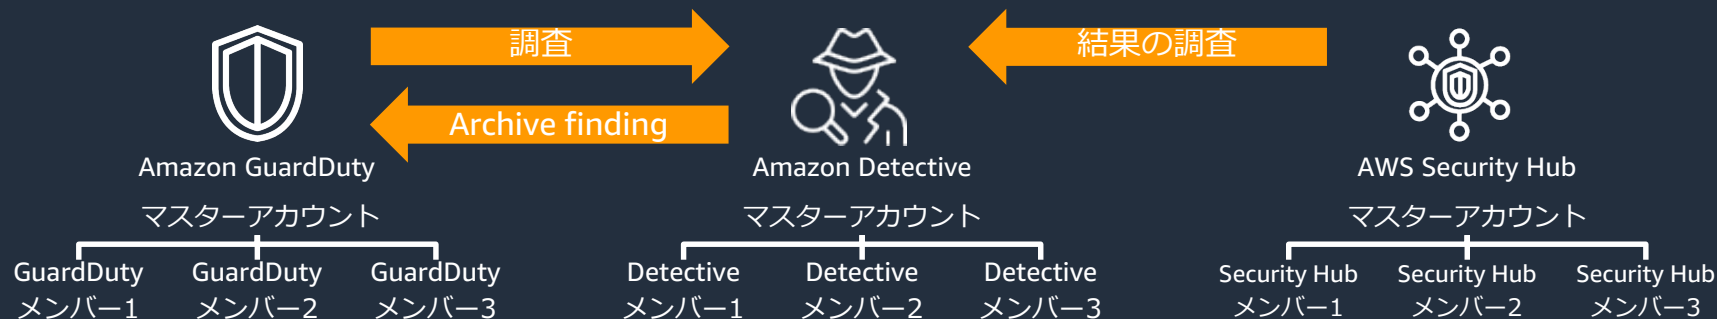 調査
結果の調査
Archive finding
Amazon GuardDuty
Amazon Detective
AWS Security Hub
マスターアカウント
マスターアカウント
マスターアカウント
GuardDuty
メンバー1
GuardDuty
メンバー2
GuardDuty
メンバー3
Detective
メンバー1
Detective
メンバー2
Detective
メンバー3
Security Hub
メンバー1
Security Hub
メンバー2
Security Hub
メンバー3